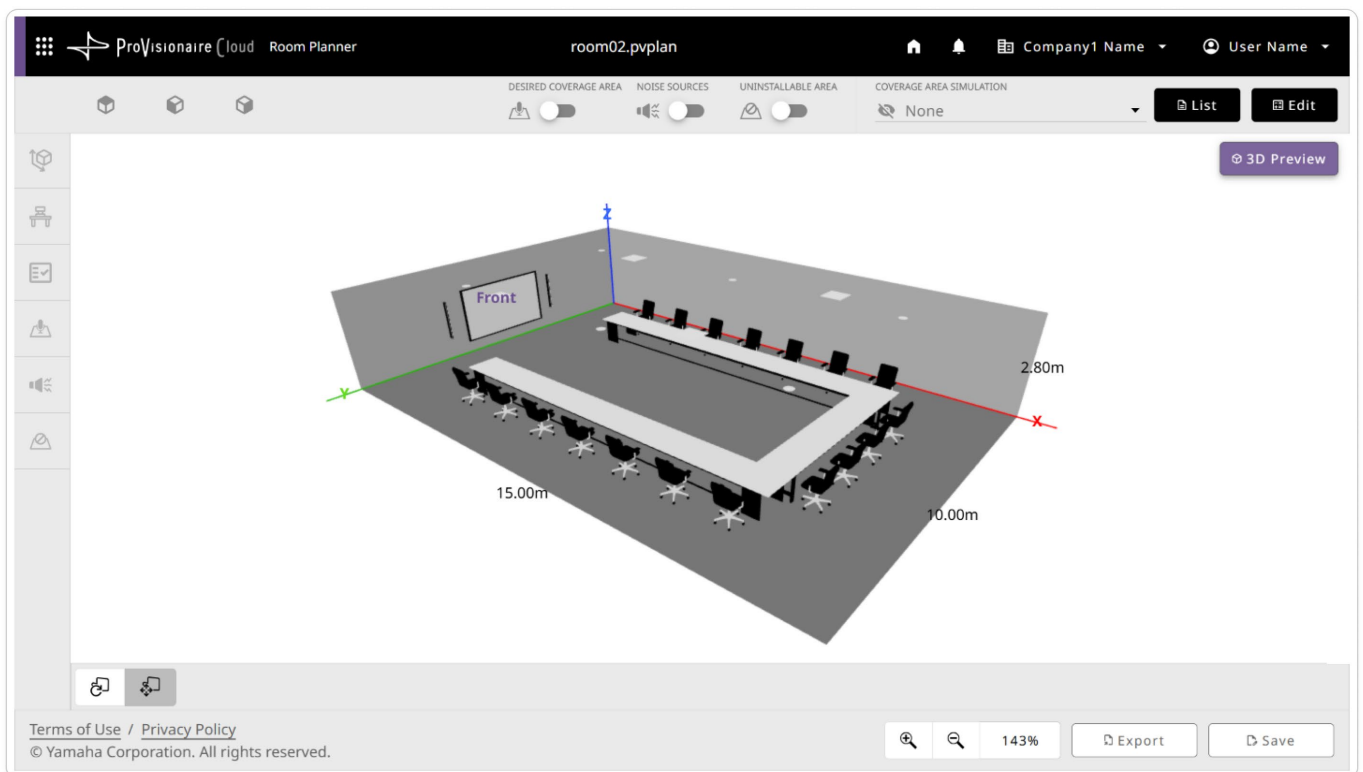 ProVisionaire Cloud Room Planner
room02.pvplan
Company1 Name
User Name
DESIRED COVERAGE AREA
NOISE SOURCES
UNINSTALLABLE AREA
COVERAGE AREA SIMULATION
None
List
Edit
3D Preview
Z
Front
2.80m
Y
X
15.00m
10.00m
Terms of Use / Privacy Policy
© Yamaha Corporation. All rights reserved.
143%
Export
Save